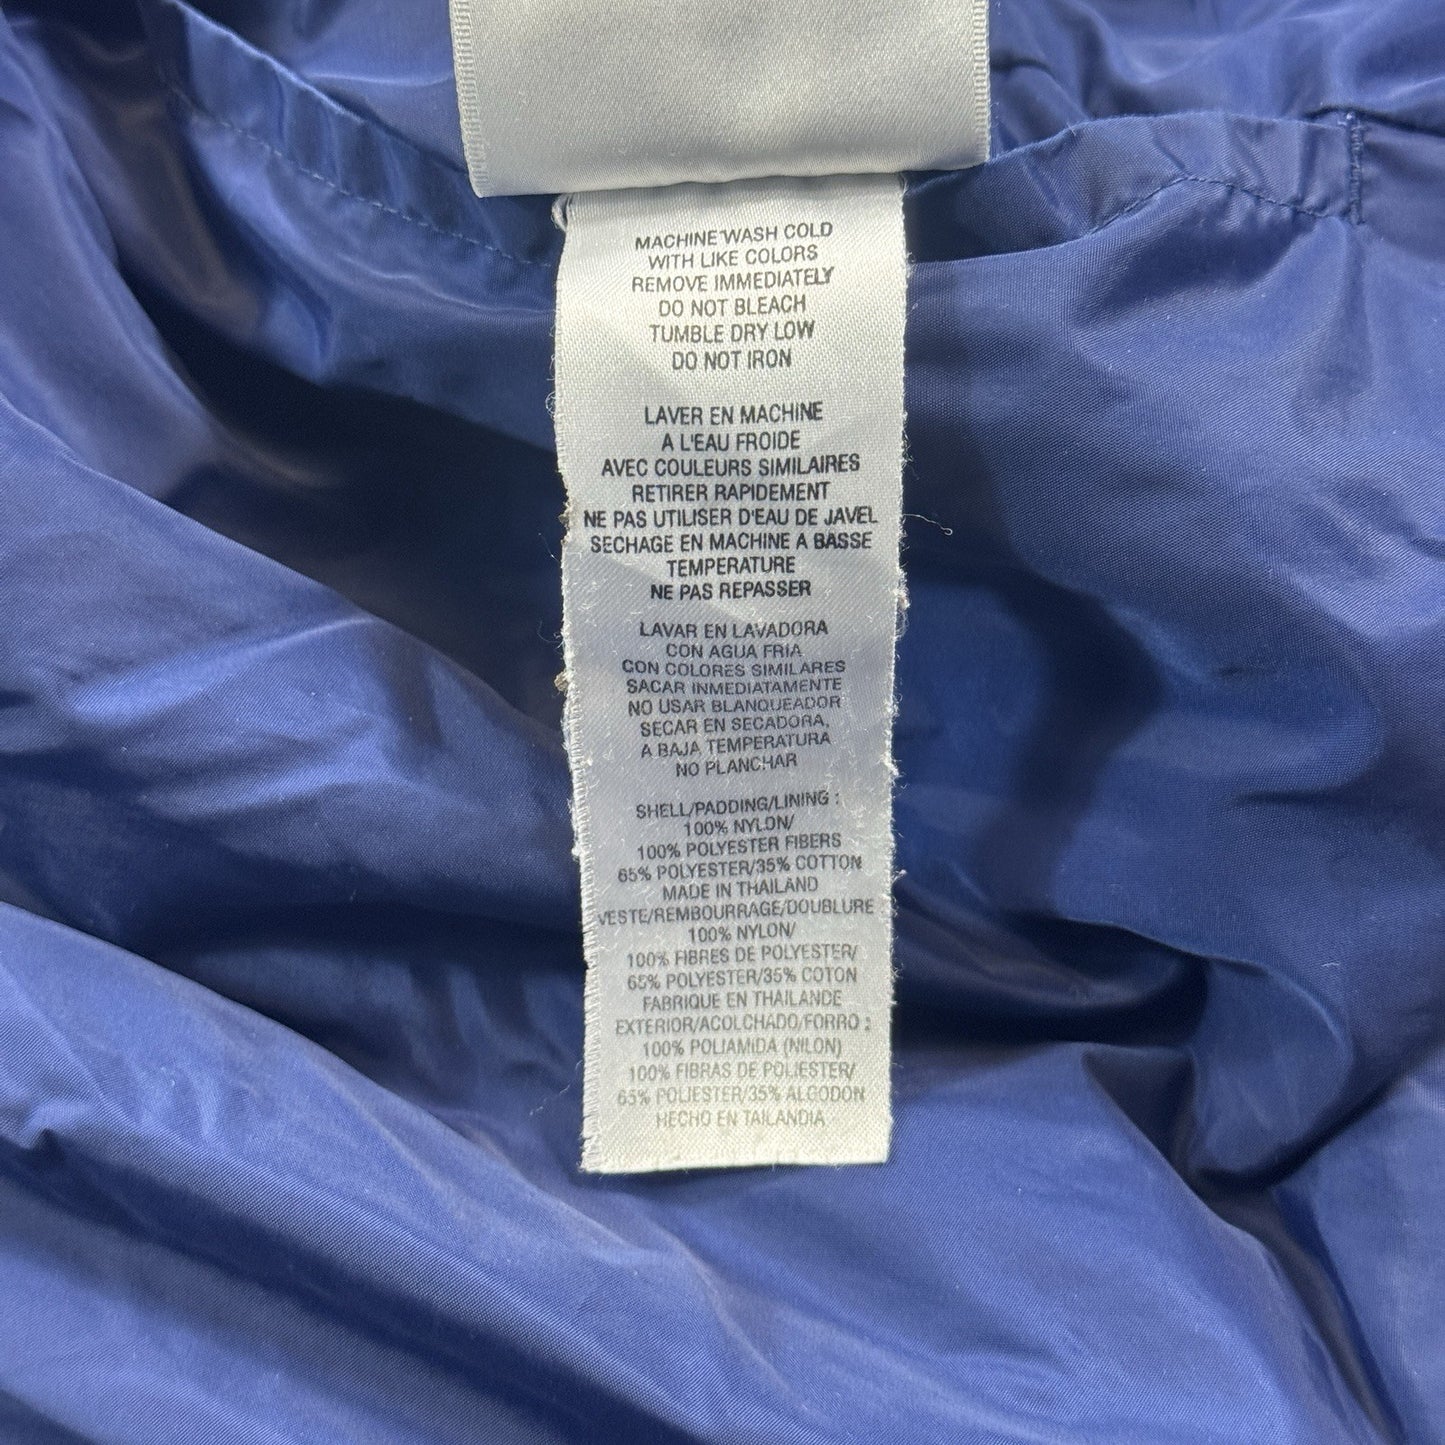 MACHINE WASH COLD
WITH LIKE COLORS
REMOVE IMMEDIATELY
DO NOT BLEACH
TUMBLE DRY LOW
DO NOT IRON
LAVER EN MACHINE
A L'EAU FROIDE
AVEC COULEURS SIMILAIRES
RETIRER RAPIDEMENT
NE PAS UTILISER D'EAU DE JAVEL
SECHAGE EN MACHINE A BASSE
TEMPERATURE
NE PAS REPASSER
LAVAR EN LAVADORA
CON AGUA FRIA
CON COLORES SIMILARES
SACAR INMEDIATAMENTE
NO USAR BLANQUEADOR
SECAR EN SECADORA,
A BAJA TEMPERATURA
NO PLANCHAR
SHELL/PADDING/LINING :
100% NYLON/
100% POLYESTER FIBERS
65% POLYESTER/35% COTTON
MADE IN THAILAND
VESTE/REMBOURRAGE/DOUBLURE
100% NYLON/
100% FIBRES DE POLYESTER/
65% POLYESTER/35% COTON
FABRIQUE EN THAILANDE
EXTERIOR/ACOLCHADO/FORRO :
100% POLIAMIDA (NILON)
100% FIBRAS DE POLIESTER/
65% POLIESTER/35% ALGODON
HECHO EN TAILANDIA